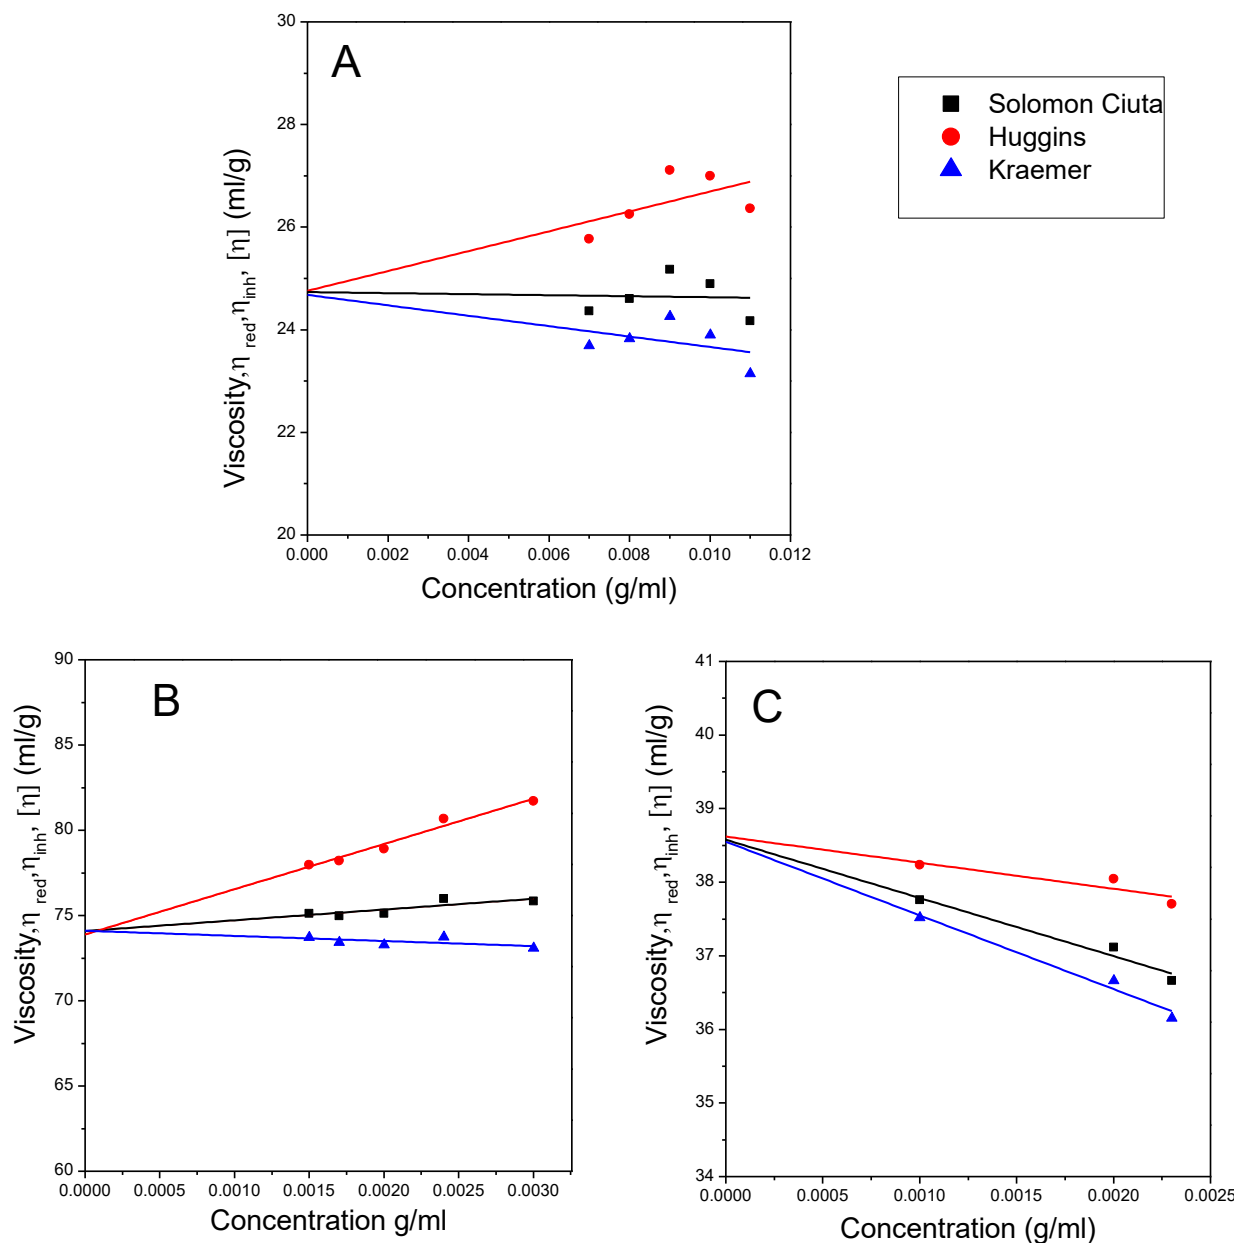 A
30
28
26
24
22
20
0.000 0.002 0.004 0.006 0.008 0.010 0.012
Viscosity,η red,ηinh, [η] (ml/g)
Concentration (g/ml)
Solomon Ciuta
Huggins
Kraemer
B
90
85
80
75
70
65
60
0.0000 0.0005 0.0010 0.0015 0.0020 0.0025 0.0030
Viscosity,η red,ηinh, [η] (ml/g)
Concentration g/ml
C
41
40
39
38
37
36
35
34
0.0000 0.0005 0.0010 0.0015 0.0020 0.0025
Viscosity,η red,ηinh, [η] (ml/g)
Concentration (g/ml)